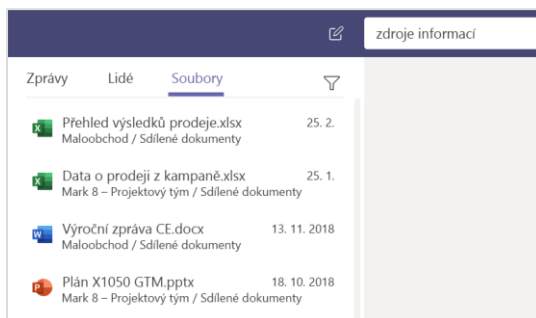 zdroje informací
Zprávy Lidé Soubory
Přehled výsledků prodeje.xlsx 25. 2.
Maloobchod / Sdílené dokumenty
Data o prodeji z kampaně.xlsx 25. 1.
Mark 8 – Projektový tým / Sdílené dokumenty
Výroční zpráva CE.docx 13. 11. 2018
Maloobchod / Sdílené dokumenty
Plán X1050 GTM.pptx 18. 10. 2018
Mark 8 – Projektový tým / Sdílené dokumenty